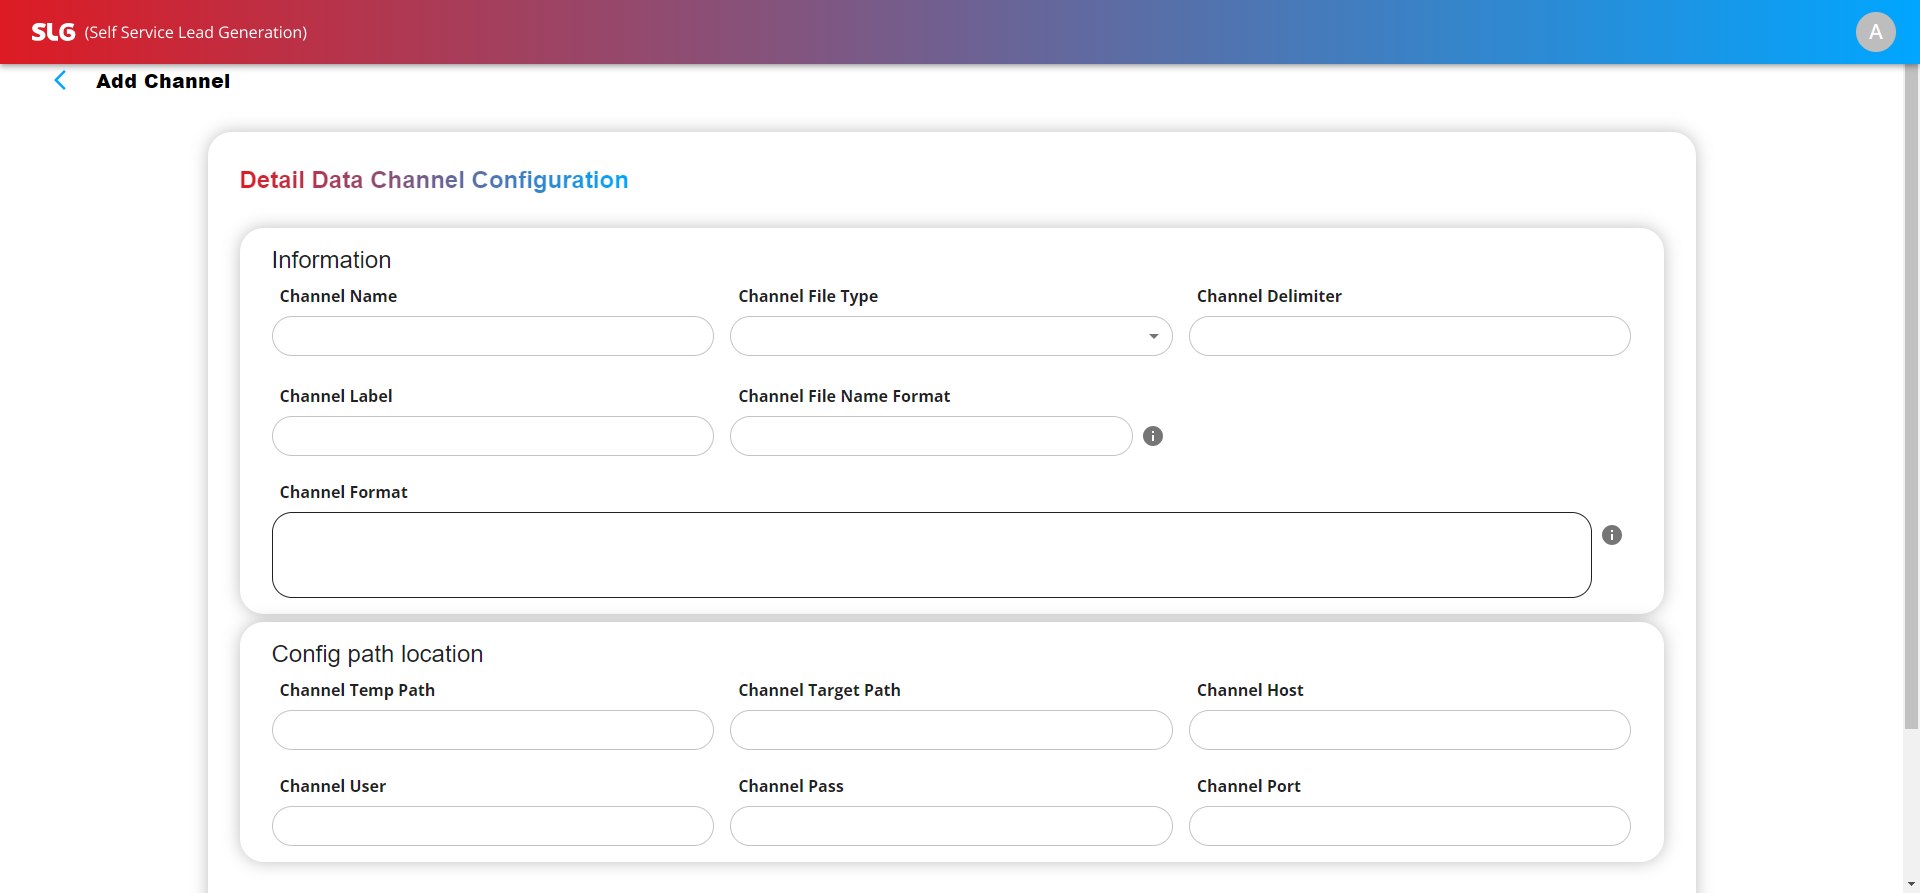 SLG (Self Service Lead Generation)
A
Add Channel
Detail Data Channel Configuration
Information
Channel Name
Channel File Type
Channel Delimiter
Channel Label
Channel File Name Format
Channel Format
Config path location
Channel Temp Path
Channel Target Path
Channel Host
Channel User
Channel Pass
Channel Port